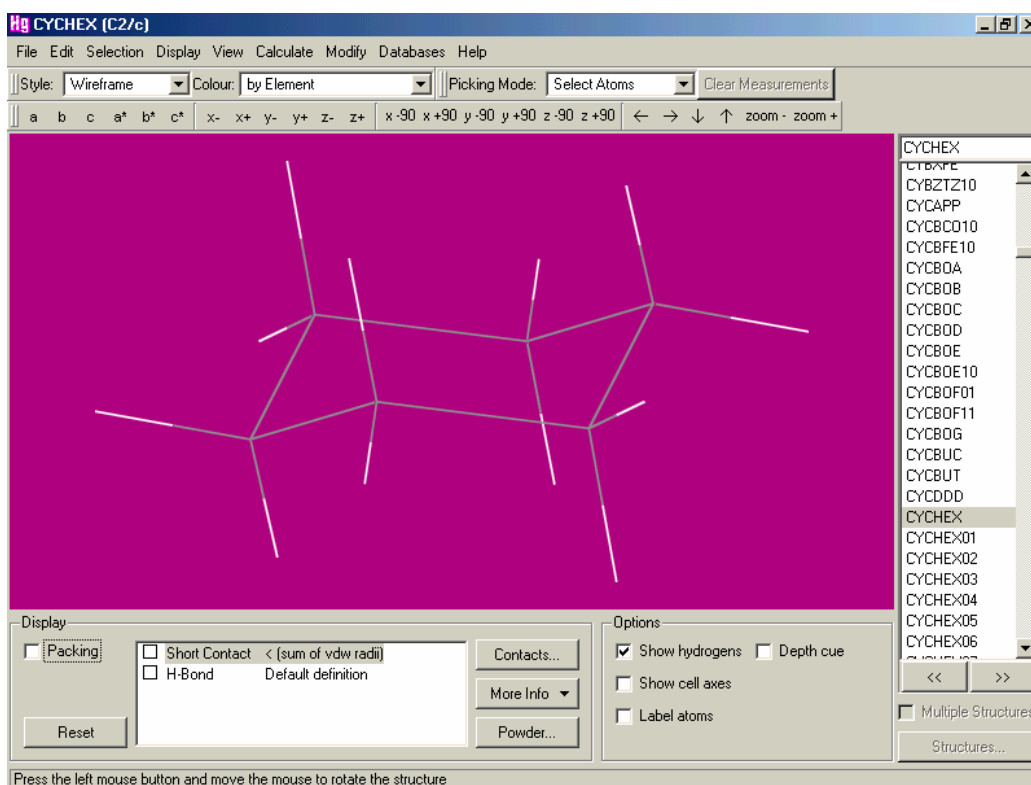 Hg CYCHEX (C2/c)
File Edit Selection Display View Calculate Modify Databases Help
Style: Wireframe Colour: by Element Picking Mode: Select Atoms Clear Measurements
a b c a* b* c* x- x+ y- y+ z- z+ x -90 x +90 y -90 y +90 z -90 z +90 ← → ↓ ↑ zoom - zoom +
CYCHEX
CYBXFE
CYBZTZ10
CYCAPP
CYCBCO10
CYCBFE10
CYCBOA
CYCBOB
CYCBOC
CYCBOD
CYCBOE
CYCBOE10
CYCBOF01
CYCBOF11
CYCBOG
CYCBUC
CYCBUT
CYCDDD
CYCHEX
CYCHEX01
CYCHEX02
CYCHEX03
CYCHEX04
CYCHEX05
CYCHEX06
<< >>
Multiple Structures
Structures...
Display
Packing
Short Contact < (sum of vdw radii)
H-Bond Default definition
Reset
Contacts...
More Info
Powder...
Options
Show hydrogens Depth cue
Show cell axes
Label atoms
Press the left mouse button and move the mouse to rotate the structure